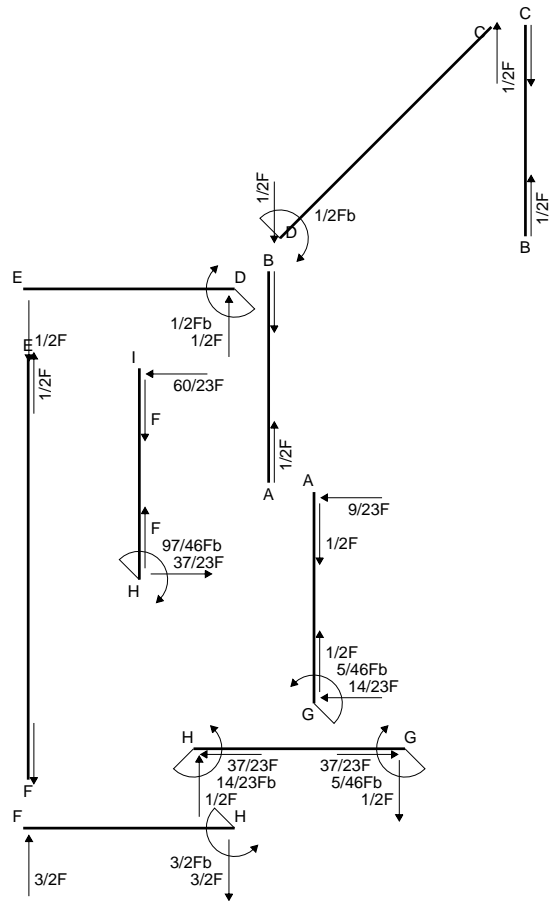 C
C
1/2F
1/2F
1/2Fb
D
1/2F
B
B
E
D
1/2Fb
1/2F
1/2F
E
1/2F
I
60/23F
F
F
97/46Fb
37/23F
H
1/2F
A
A
9/23F
1/2F
1/2F
5/46Fb
14/23F
G
H
G
37/23F
37/23F
14/23Fb
5/46Fb
1/2F
1/2F
F
F
H
3/2Fb
3/2F
3/2F